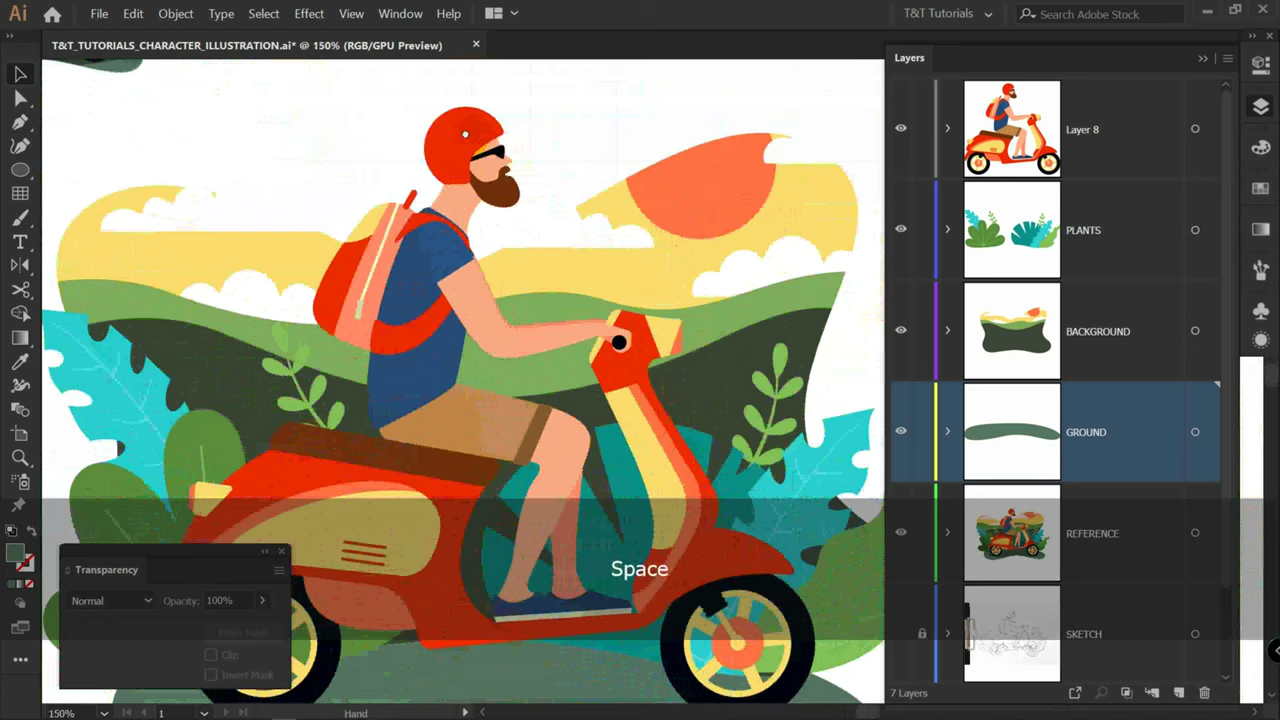 Ai File Edit Object Type Select Effect View Window Help T&T Tutorials Search Adobe Stock
T&T_TUTORIALS_CHARACTER_ILLUSTRATION.ai* @ 150% (RGB/GPU Preview)
Layers
Layer 8
PLANTS
BACKGROUND
GROUND
REFERENCE
SKETCH
7 Layers
Space
Transparency
Normal Opacity: 100%
Make Mask
Clip
Invert Mask
150% 1 Hand